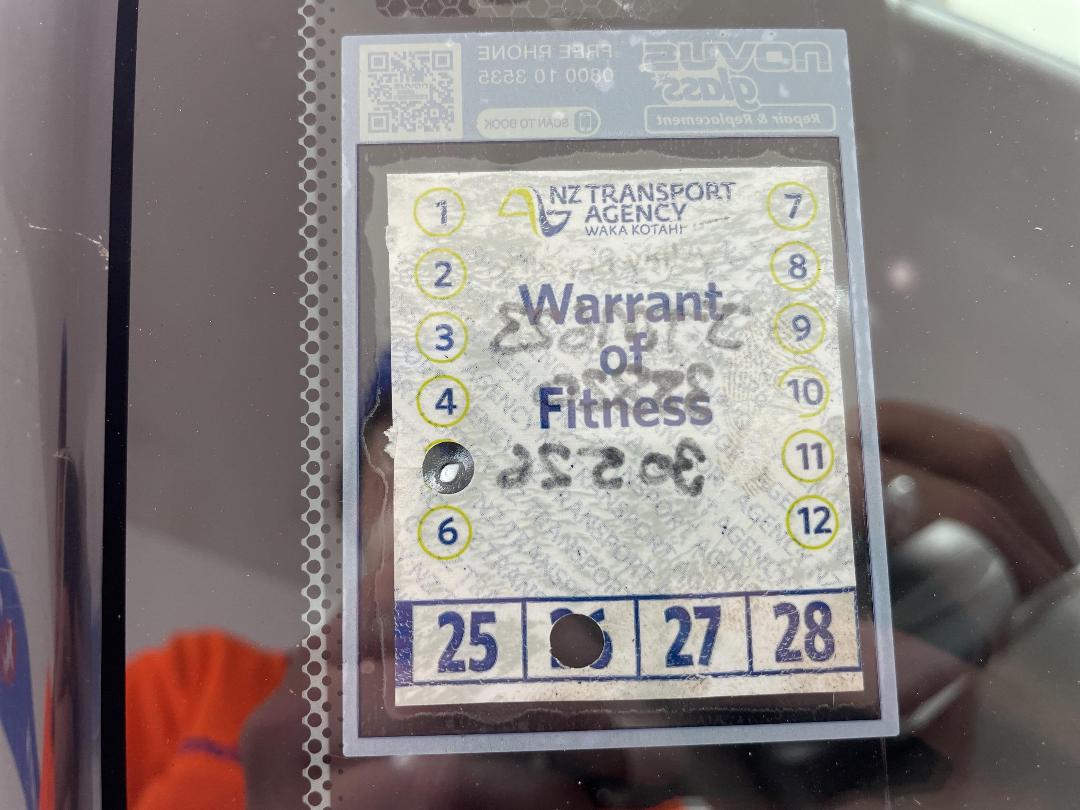 FREE PHONE
0800 10 3535
SCAN TO BOOK
NOVUS
glass
Repair & Replacement
NZ TRANSPORT
AGENCY
WAKA KOTAHI
1
2
3
4
6
Warrant
of
Fitness
30 5 26
7
8
9
10
11
12
25 27 28